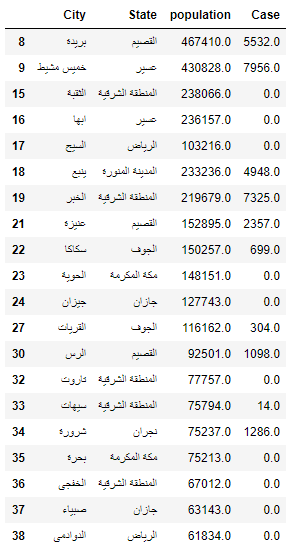 City State population Case
8 بريدة القصيم 467410.0 5532.0
9 خميس مشيط عسير 430828.0 7956.0
15 الثقبة المنطقة الشرقية 238066.0 0.0
16 ابها عسير 236157.0 0.0
17 السيح الرياض 103216.0 0.0
18 ينبع المدينة المنورة 233236.0 4948.0
19 الخبر المنطقة الشرقية 219679.0 7325.0
21 عنيزة القصيم 152895.0 2357.0
22 سكاكا الجوف 150257.0 699.0
23 الحوية مكة المكرمة 148151.0 0.0
24 جيزان جازان 127743.0 0.0
27 القريات الجوف 116162.0 304.0
30 الرس القصيم 92501.0 1098.0
32 تاروت المنطقة الشرقية 77757.0 0.0
33 سيهات المنطقة الشرقية 75794.0 14.0
34 شرورة نجران 75237.0 1286.0
35 بحرة مكة المكرمة 75213.0 0.0
36 الخفجي المنطقة الشرقية 67012.0 0.0
37 صبياء جازان 63143.0 0.0
38 الدوادمي الرياض 61834.0 0.0